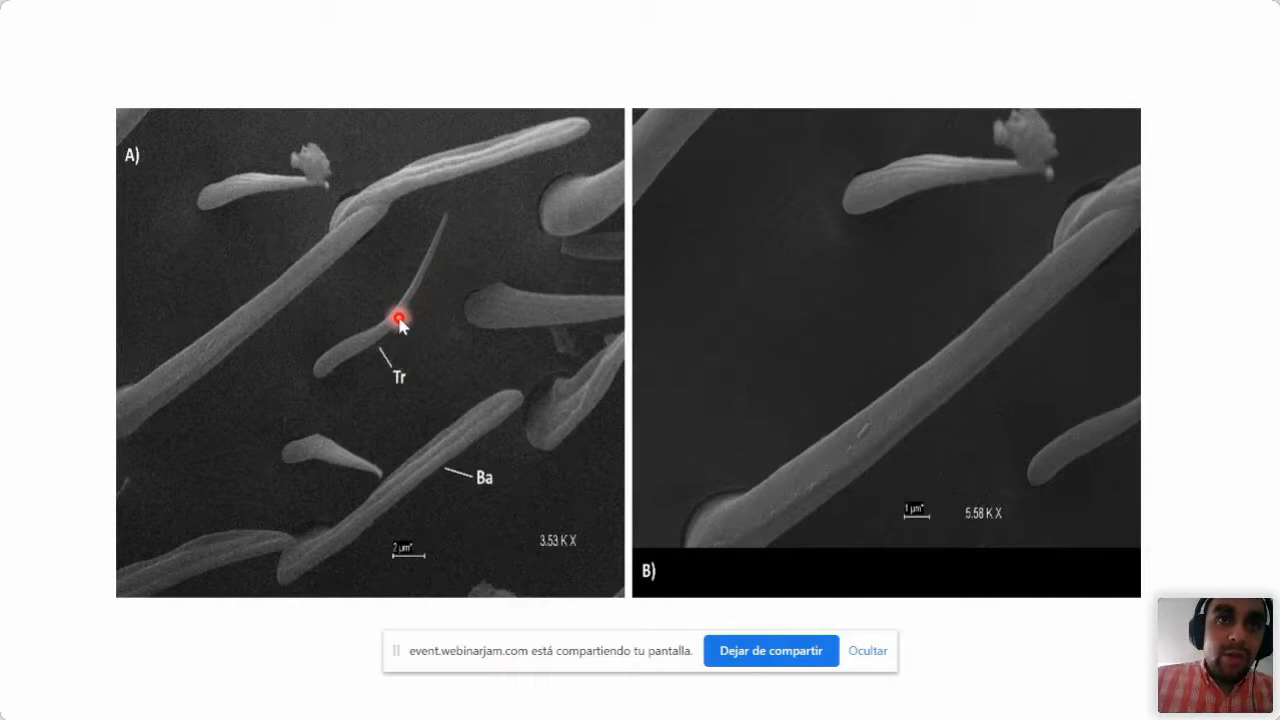 A)
Tr
Ba
2 µm*
3.53 K X
1 µm*
5.58 K X
B)
event.webinarjam.com está compartiendo tu pantalla.
Dejar de compartir
Ocultar